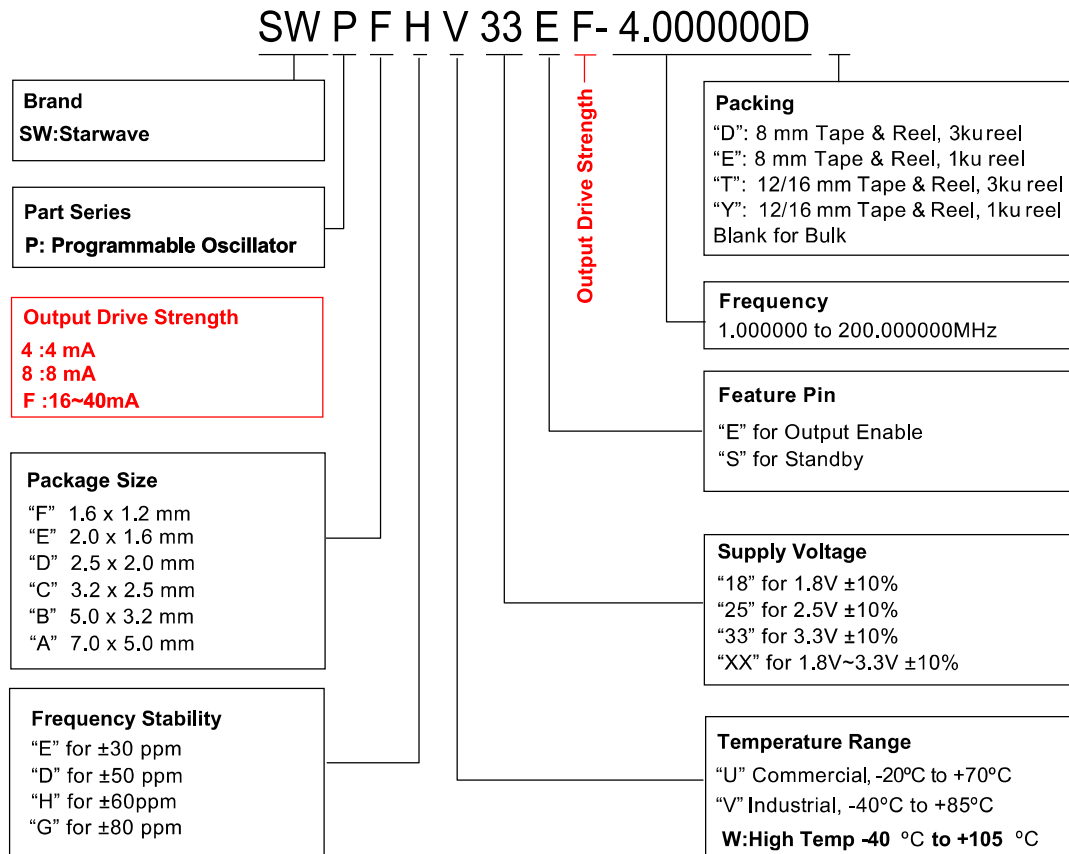 SW P F H V 33 E F- 4.000000D
Brand
SW:Starwave
Part Series
P: Programmable Oscillator
Output Drive Strength
4 :4 mA
8 :8 mA
F :16~40mA
Package Size
“F” 1.6 x 1.2 mm
“E” 2.0 x 1.6 mm
“D” 2.5 x 2.0 mm
“C” 3.2 x 2.5 mm
“B” 5.0 x 3.2 mm
“A” 7.0 x 5.0 mm
Frequency Stability
“E” for ±30 ppm
“D” for ±50 ppm
“H” for ±60ppm
“G” for ±80 ppm
Output Drive Strength
Packing
“D”: 8 mm Tape & Reel, 3ku reel
“E”: 8 mm Tape & Reel, 1ku reel
“T”: 12/16 mm Tape & Reel, 3ku reel
“Y”: 12/16 mm Tape & Reel, 1ku reel
Blank for Bulk
Frequency
1.000000 to 200.000000MHz
Feature Pin
“E” for Output Enable
“S” for Standby
Supply Voltage
“18” for 1.8V ±10%
“25” for 2.5V ±10%
“33” for 3.3V ±10%
“XX” for 1.8V~3.3V ±10%
Temperature Range
“U” Commercial, -20ºC to +70ºC
“V” Industrial, -40ºC to +85ºC
W:High Temp -40 ºC to +105 ºC